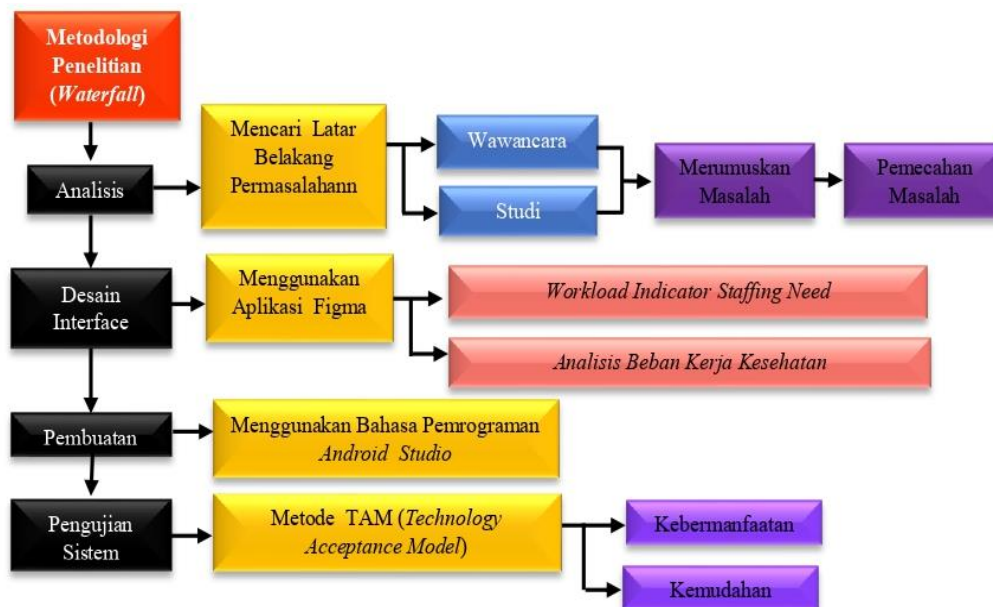 Metodologi
Penelitian
(Waterfall)
Analisis
Mencari Latar
Belakang
Permasalahann
Wawancara
Studi
Merumuskan
Masalah
Pemecahan
Masalah
Desain
Interface
Menggunakan
Aplikasi Figma
Workload Indicator Staffing Need
Analisis Beban Kerja Kesehatan
Pembuatan
Menggunakan Bahasa Pemrograman
Android Studio
Pengujian
Sistem
Metode TAM (Technology
Acceptance Model)
Kebermanfaatan
Kemudahan